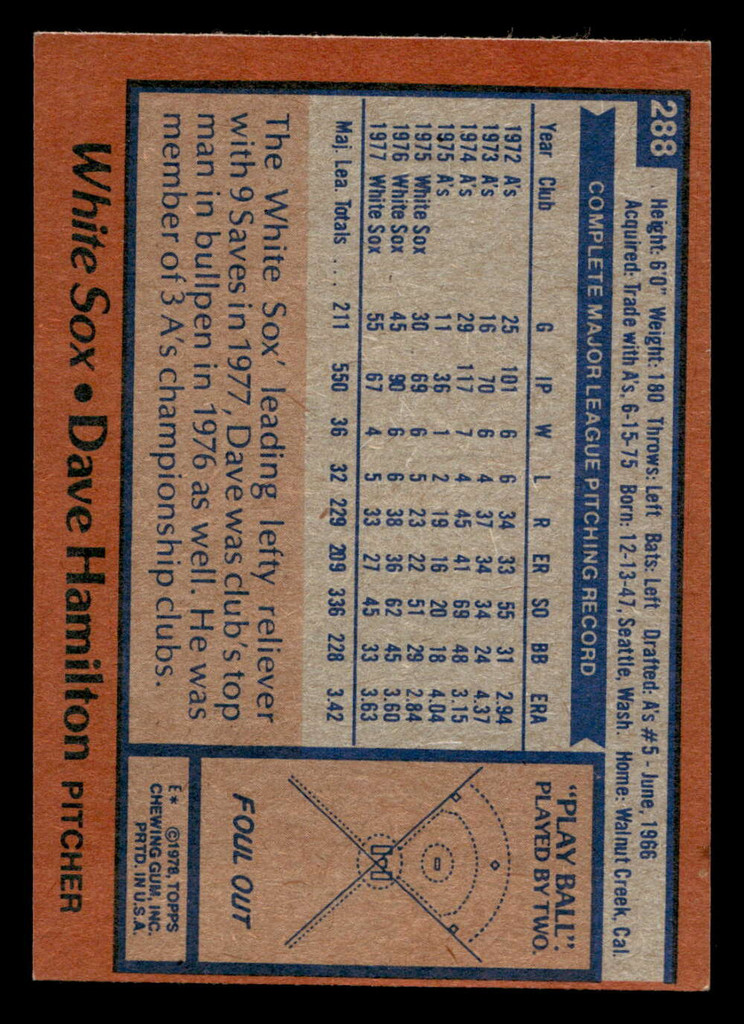 288
Height: 6'0" Weight: 180 Throws: Left Bats: Left Drafted: A's #5 - June, 1966
Acquired: Trade with A's, 6-15-75 Born: 12-13-47, Seattle, Wash. Home: Walnut Creek, Cal.
COMPLETE MAJOR LEAGUE PITCHING RECORD
Year Club G IP W L R ER SO BB ERA
1972 A's 25 101 6 6 34 33 55 31 2.94
1973 A's 16 70 6 4 37 34 34 24 4.37
1974 A's 29 117 7 4 45 41 69 48 3.15
1975 A's 11 36 1 2 19 16 20 18 4.04
1975 White Sox 30 69 6 5 23 22 51 29 2.84
1976 White Sox 45 90 6 6 38 36 62 45 3.60
1977 White Sox 55 67 4 5 33 27 45 33 3.63
Maj. Lea. Totals . . . 211 550 36 32 229 209 336 228 3.42
The White Sox' leading lefty reliever
with 9 Saves in 1977, Dave was club's top
man in bullpen in 1976 as well. He was
member of 3 A's championship clubs.
"PLAY BALL":
PLAYED BY TWO.
FOUL OUT
E* ©1978, TOPPS
CHEWING GUM, INC.
PRTD. IN U.S.A.
White Sox • Dave Hamilton PITCHER